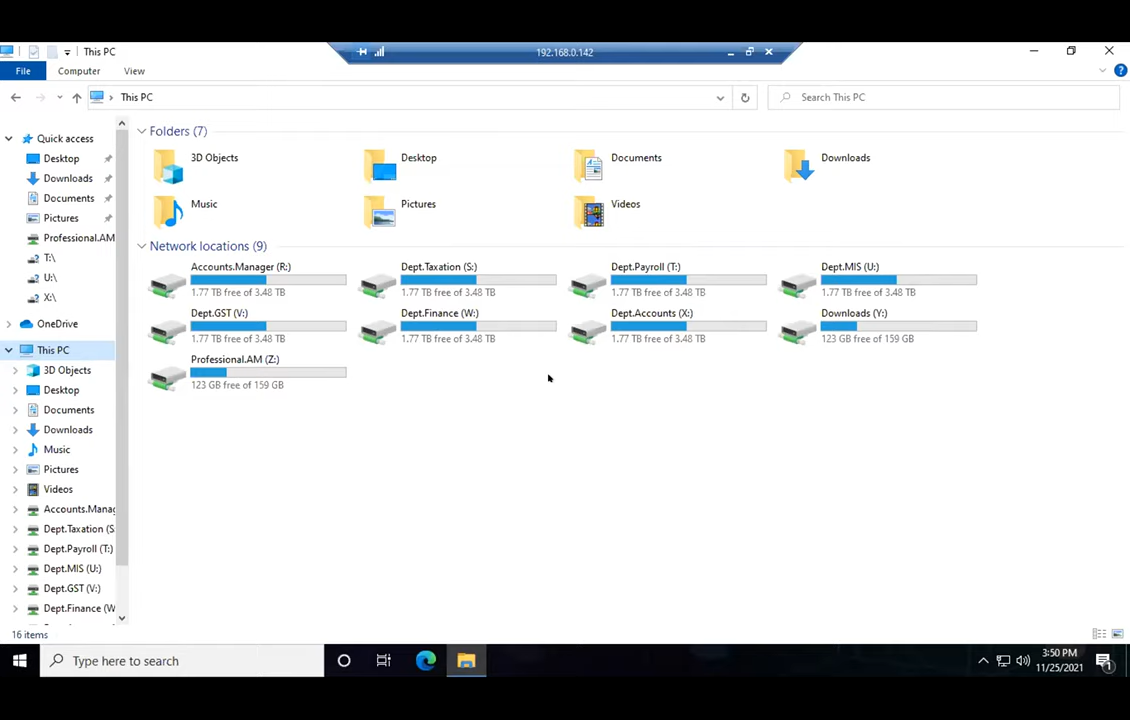 This PC
192.168.0.142
File
Computer
View
This PC
Search This PC
Quick access
Desktop
Downloads
Documents
Pictures
Professional.AM
T:\
U:\
X:\
OneDrive
This PC
3D Objects
Desktop
Documents
Downloads
Music
Pictures
Videos
Accounts.Manag
Dept.Taxation (S:
Dept.Payroll (T:)
Dept.MIS (U:)
Dept.GST (V:)
Dept.Finance (W
Folders (7)
3D Objects
Desktop
Documents
Downloads
Music
Pictures
Videos
Network locations (9)
Accounts.Manager (R:)
1.77 TB free of 3.48 TB
Dept.Taxation (S:)
1.77 TB free of 3.48 TB
Dept.Payroll (T:)
1.77 TB free of 3.48 TB
Dept.MIS (U:)
1.77 TB free of 3.48 TB
Dept.GST (V:)
1.77 TB free of 3.48 TB
Dept.Finance (W:)
1.77 TB free of 3.48 TB
Dept.Accounts (X:)
1.77 TB free of 3.48 TB
Downloads (Y:)
123 GB free of 159 GB
Professional.AM (Z:)
123 GB free of 159 GB
16 items
Type here to search
3:50 PM
11/25/2021
1